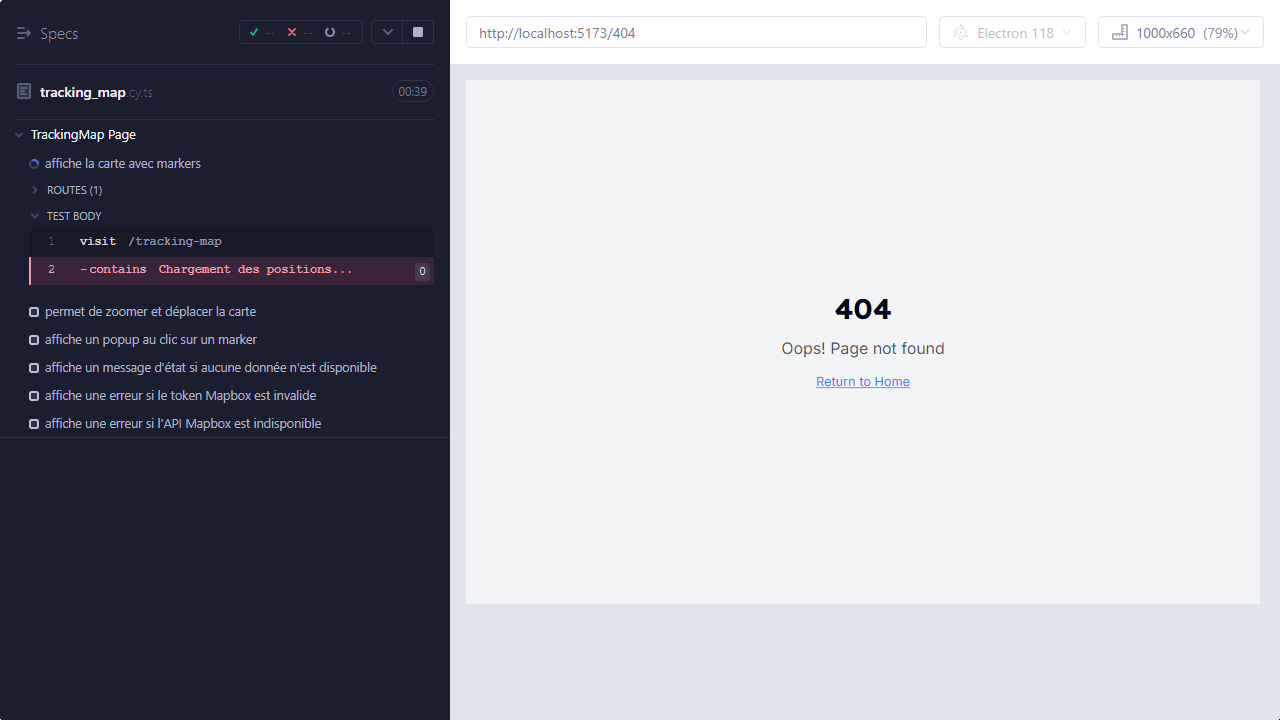 Specs
-- -- --
tracking_map.cy.ts
00:39
TrackingMap Page
affiche la carte avec markers
ROUTES (1)
TEST BODY
1 visit /tracking-map
2 -contains Chargement des positions... 0
permet de zoomer et déplacer la carte
affiche un popup au clic sur un marker
affiche un message d'état si aucune donnée n'est disponible
affiche une erreur si le token Mapbox est invalide
affiche une erreur si l'API Mapbox est indisponible
http://localhost:5173/404
Electron 118
1000x660 (79%)
404
Oops! Page not found
Return to Home